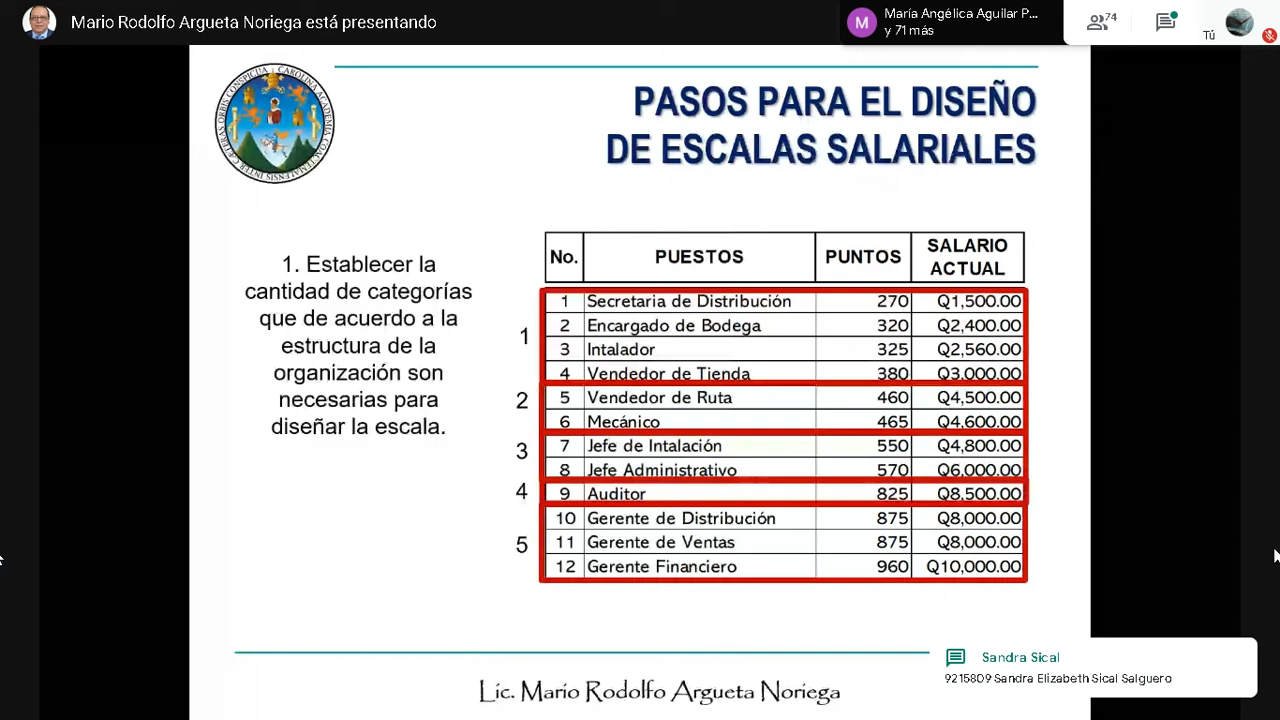 Mario Rodolfo Argueta Noriega está presentando
María Angélica Aguilar P...
y 71 más
74
Tú
M
PASOS PARA EL DISEÑO
DE ESCALAS SALARIALES
1. Establecer la
cantidad de categorías
que de acuerdo a la
estructura de la
organización son
necesarias para
diseñar la escala.
No. PUESTOS PUNTOS SALARIO ACTUAL
1 Secretaria de Distribución 270 Q1,500.00
2 Encargado de Bodega 320 Q2,400.00
1
3 Intalador 325 Q2,560.00
4 Vendedor de Tienda 380 Q3,000.00
2
5 Vendedor de Ruta 460 Q4,500.00
6 Mecánico 465 Q4,600.00
3
7 Jefe de Intalación 550 Q4,800.00
8 Jefe Administrativo 570 Q6,000.00
4
9 Auditor 825 Q8,500.00
10 Gerente de Distribución 875 Q8,000.00
5
11 Gerente de Ventas 875 Q8,000.00
12 Gerente Financiero 960 Q10,000.00
Sandra Sical
9215809 Sandra Elizabeth Sical Salguero
Lic. Mario Rodolfo Argueta Noriega